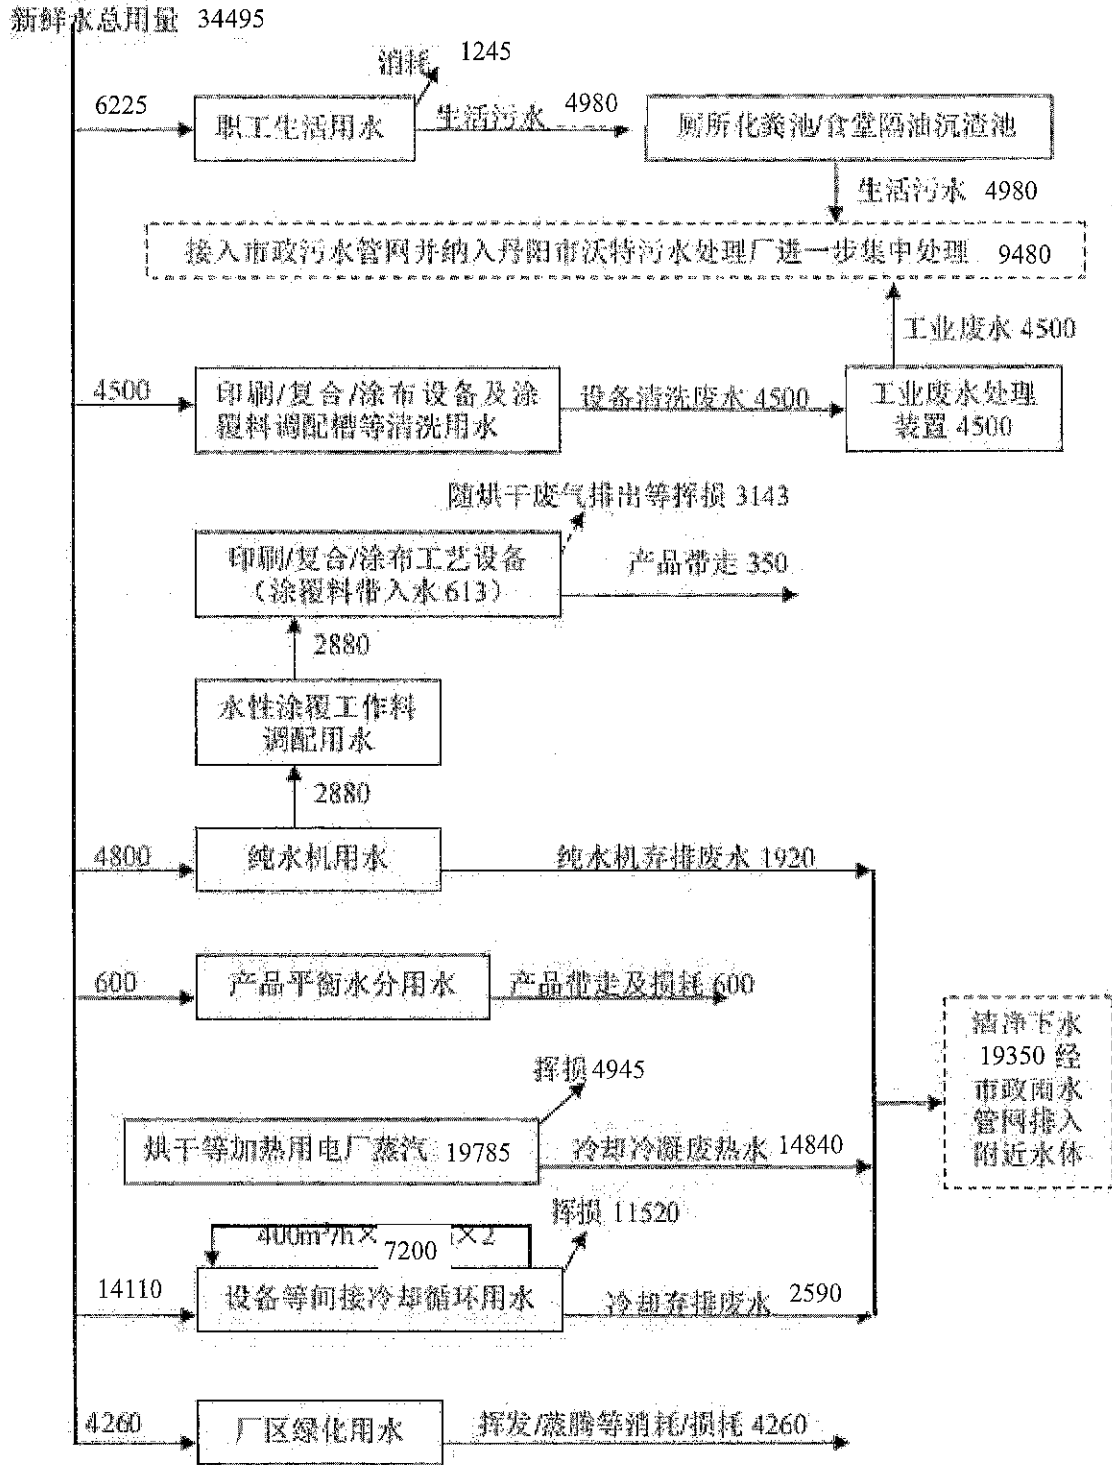 新鲜水总用量 34495
消耗 1245
6225
职工生活用水
生活污水 4980
厕所化粪池/食堂隔油沉渣池
生活污水 4980
接入市政污水管网并纳入丹阳市沃特污水处理厂进一步集中处理 9480
工业废水 4500
4500
印刷/复合/涂布设备及涂
覆料调配槽等清洗用水
设备清洗废水 4500
工业废水处理
装置 4500
随烘干废气排出等挥损 3143
印刷/复合/涂布工艺设备
（涂覆料带入水 613）
产品带走 350
2880
水性涂覆工作料
调配用水
2880
4800
纯水机用水
纯水机弃排废水 1920
600
产品平衡水分用水
产品带走及损耗 600
洁净下水
19350 经
市政雨水
管网排入
附近水体
挥损 4945
烘干等加热用电厂蒸汽 19785
冷却冷凝废热水 14840
挥损 11520
400m³/h×
7200
×2
14110
设备等间接冷却循环用水
冷却弃排废水 2590
4260
厂区绿化用水
挥发/蒸腾等消耗/损耗 4260